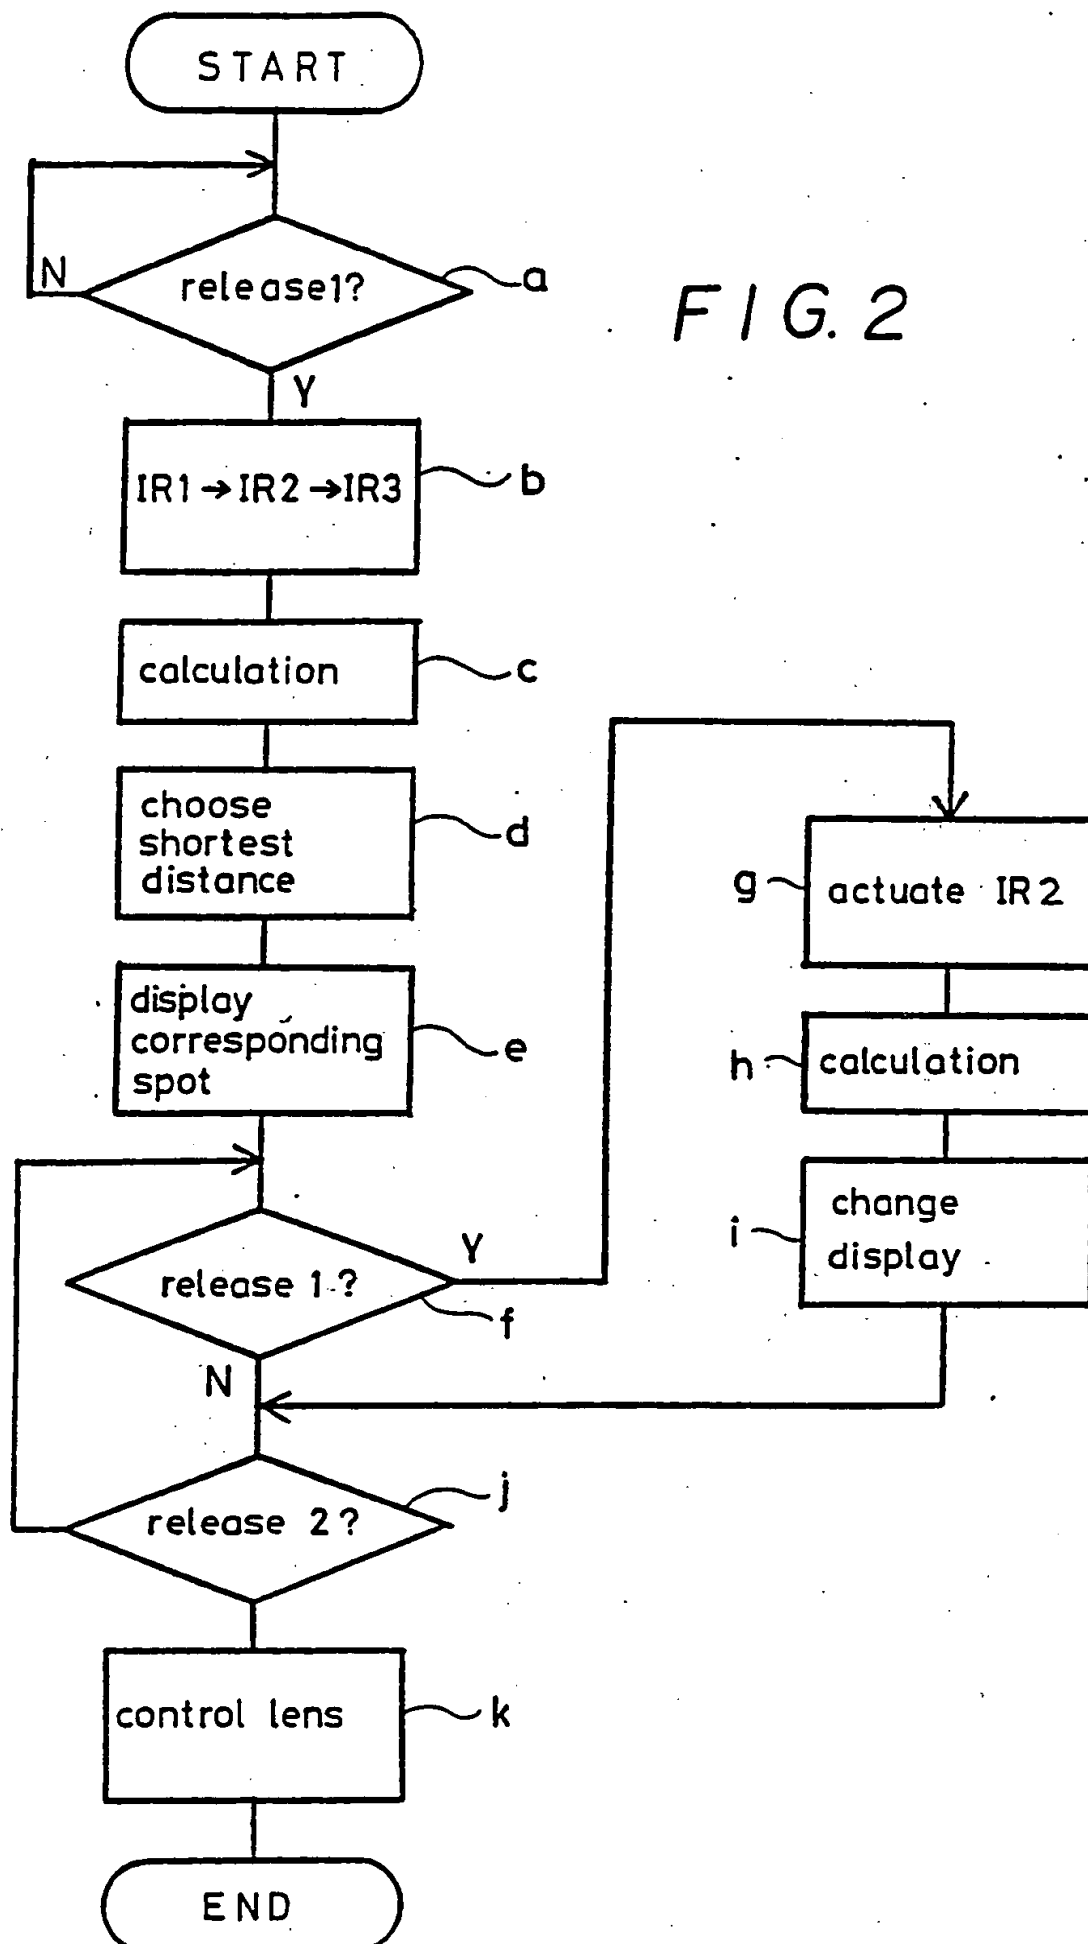 START
N
release1?
a
FIG. 2
Y
IR1→IR2→IR3
b
calculation
c
choose
shortest
distance
d
display
corresponding
spot
e
release 1?
Y
f
N
g
actuate IR2
h
calculation
i
change
display
release 2?
j
control lens
k
END